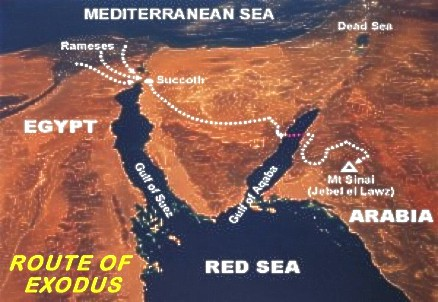 MEDITERRANEAN SEA
Dead Sea
Rameses
Succoth
EGYPT
Gulf of Suez
Gulf of Aqaba
Mt Sinai
(Jebel el Lawz)
ARABIA
ROUTE OF
EXODUS
RED SEA